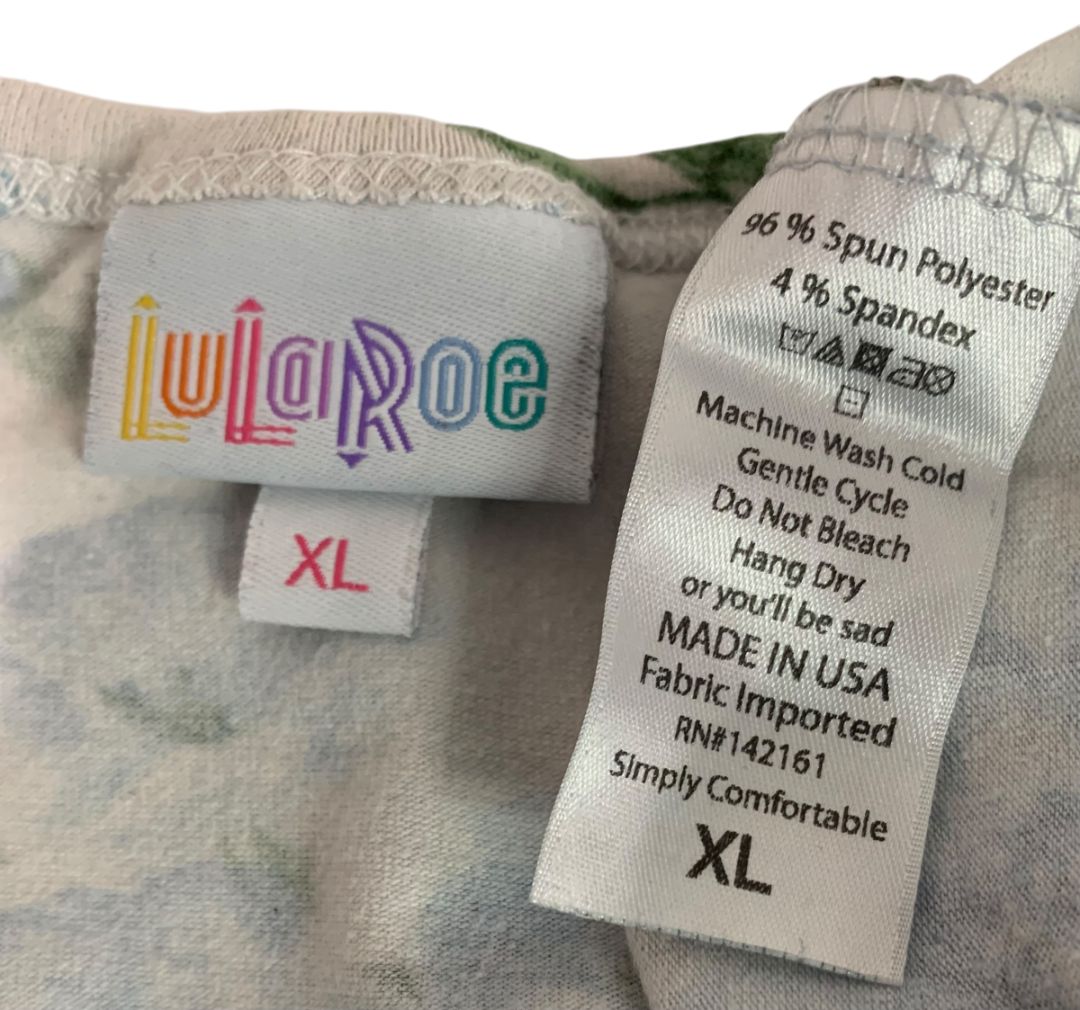 LuLaRoe
XL
96 % Spun Polyester
4 % Spandex
Machine Wash Cold
Gentle Cycle
Do Not Bleach
Hang Dry
or you'll be sad
MADE IN USA
Fabric Imported
RN#142161
Simply Comfortable
XL